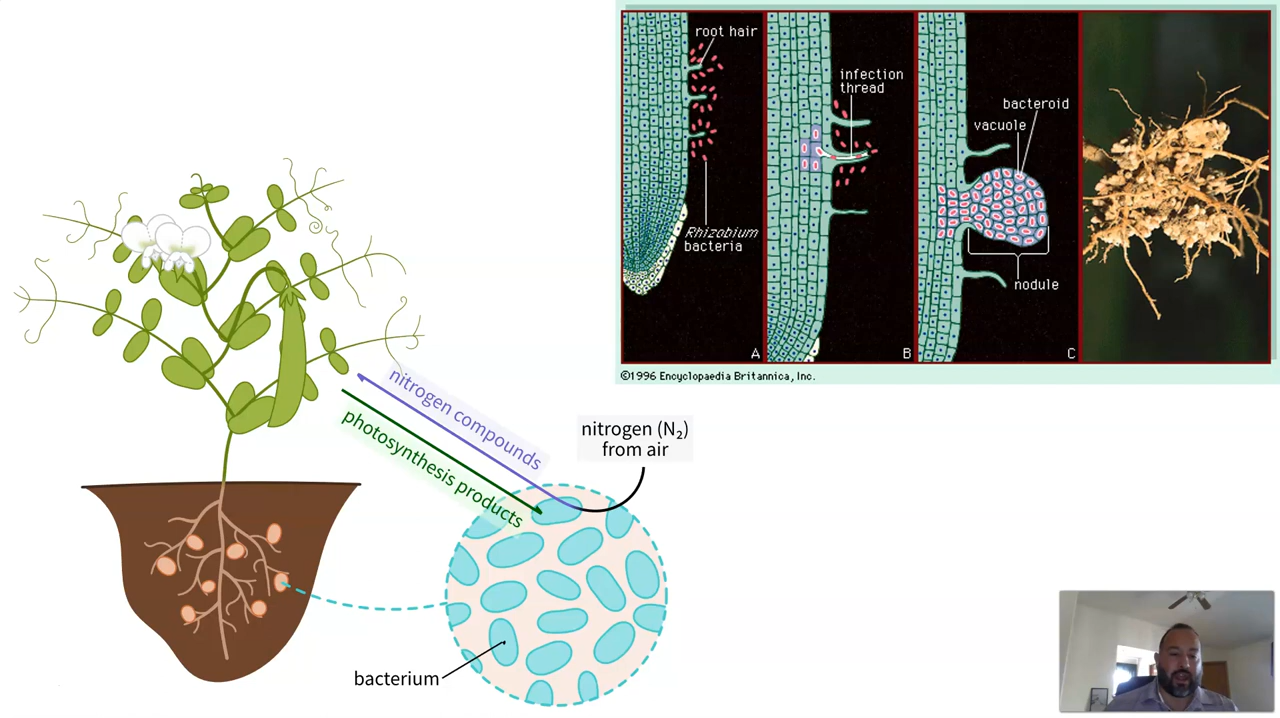 root hair
Rhizobium
bacteria
A
infection
thread
B
bacteroid
vacuole
nodule
C
©1996 Encyclopaedia Britannica, Inc.
nitrogen compounds
photosynthesis products
nitrogen (N₂)
from air
bacterium